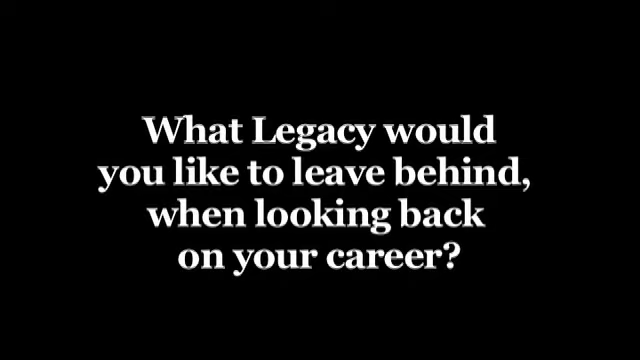 What Legacy would
you like to leave behind,
when looking back
on your career?